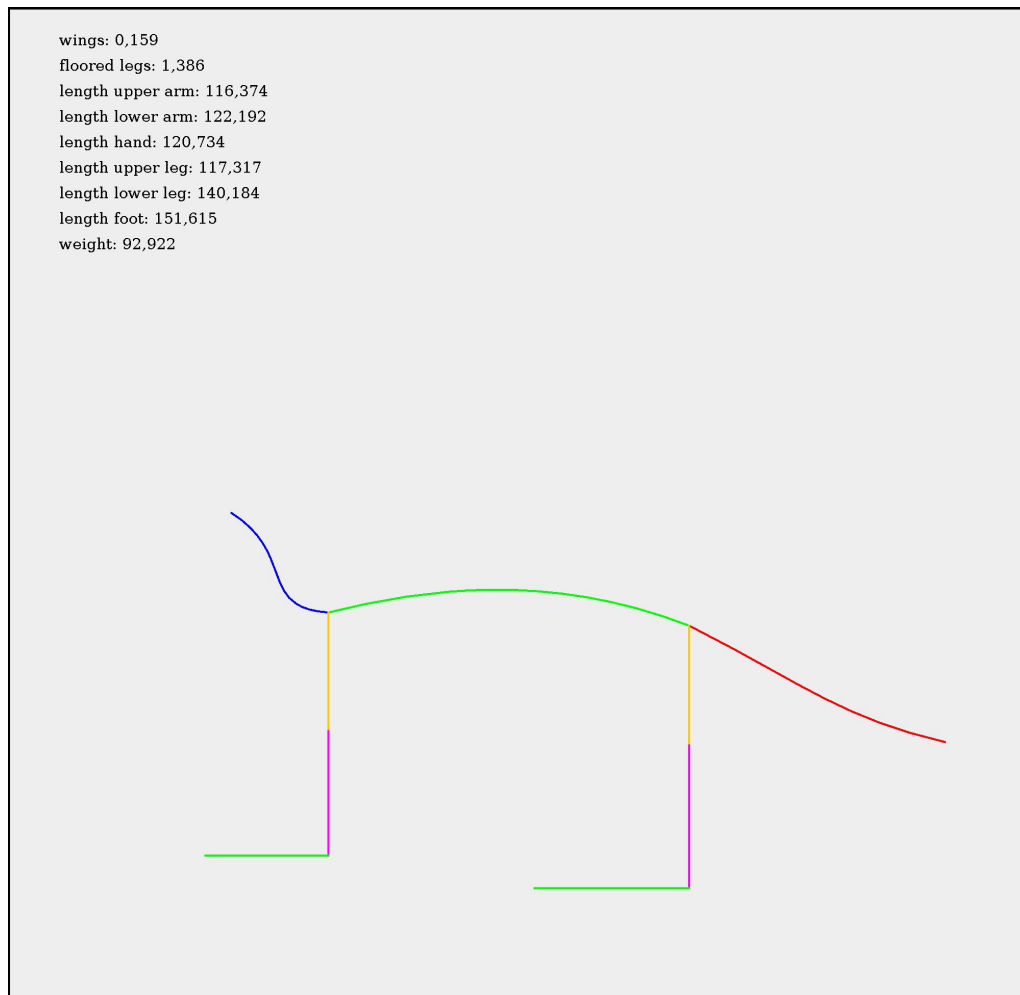 wings: 0,159
floored legs: 1,386
length upper arm: 116,374
length lower arm: 122,192
length hand: 120,734
length upper leg: 117,317
length lower leg: 140,184
length foot: 151,615
weight: 92,922